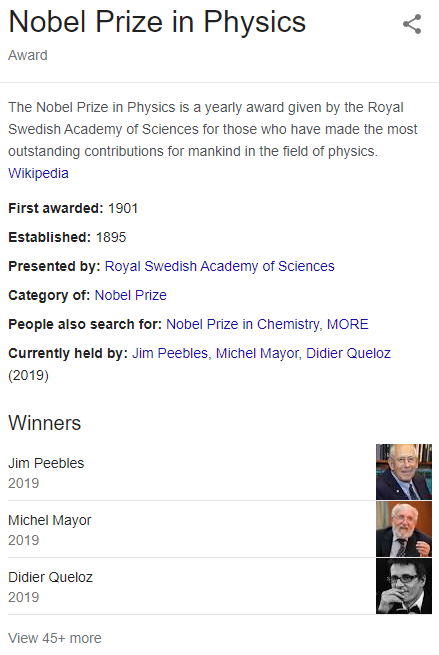 Nobel Prize in Physics
Award
The Nobel Prize in Physics is a yearly award given by the Royal
Swedish Academy of Sciences for those who have made the most
outstanding contributions for mankind in the field of physics.
Wikipedia
First awarded: 1901
Established: 1895
Presented by: Royal Swedish Academy of Sciences
Category of: Nobel Prize
People also search for: Nobel Prize in Chemistry, MORE
Currently held by: Jim Peebles, Michel Mayor, Didier Queloz
(2019)
Winners
Jim Peebles
2019
Michel Mayor
2019
Didier Queloz
2019
View 45+ more